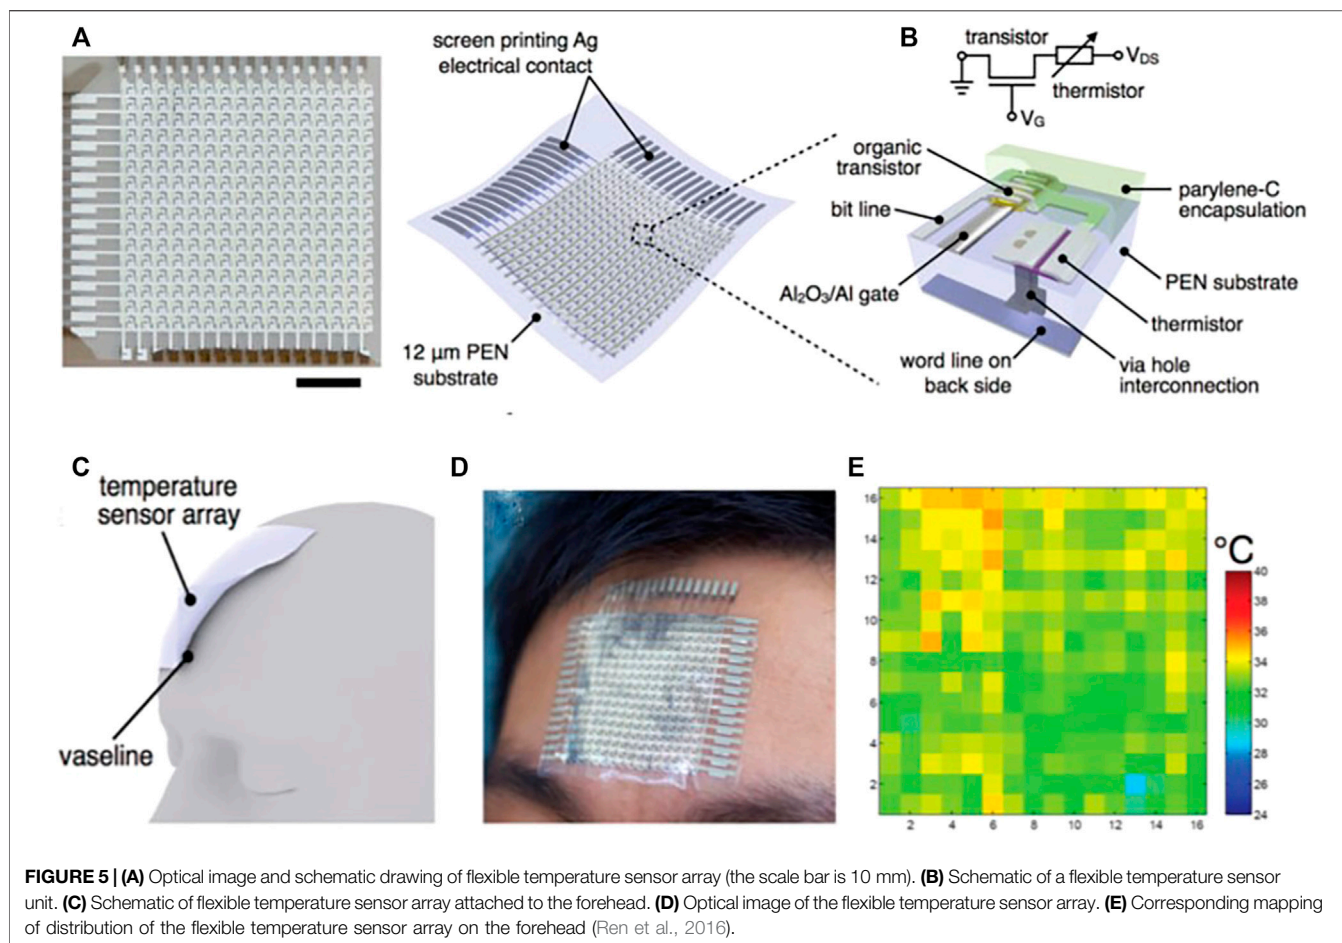 A
screen printing Ag
electrical contact
12 µm PEN
substrate
B
transistor
V_DS
thermistor
V_G
organic
transistor
bit line
Al₂O₃/Al gate
word line on
back side
parylene-C
encapsulation
PEN substrate
thermistor
via hole
interconnection
C
temperature
sensor array
vaseline
D
E
16
14
12
10
8
6
4
2
2 4 6 8 10 12 14 16
°C
40
38
36
34
32
30
28
26
24
FIGURE 5 | (A) Optical image and schematic drawing of flexible temperature sensor array (the scale bar is 10 mm). (B) Schematic of a flexible temperature sensor
unit. (C) Schematic of flexible temperature sensor array attached to the forehead. (D) Optical image of the flexible temperature sensor array. (E) Corresponding mapping
of distribution of the flexible temperature sensor array on the forehead (Ren et al., 2016).